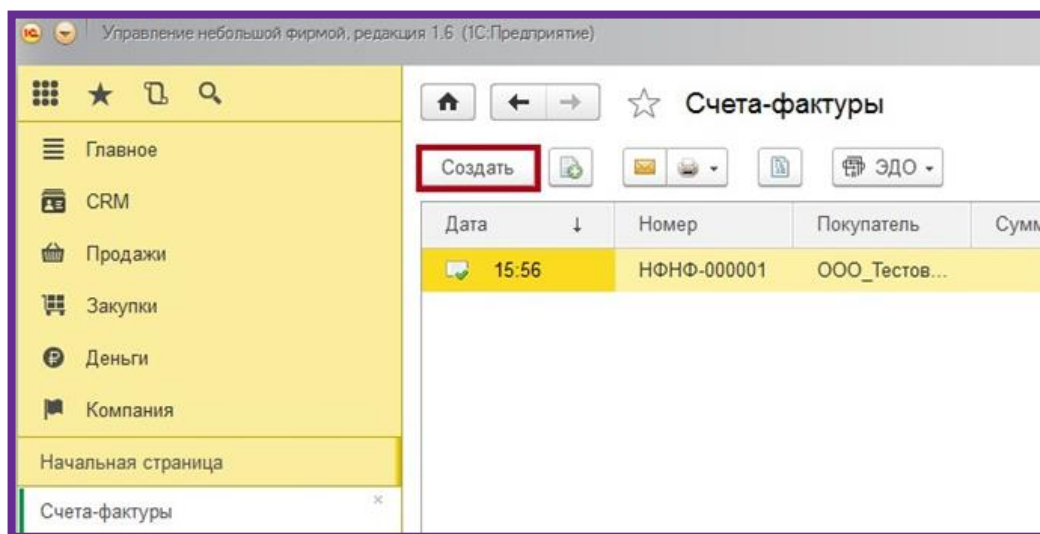 Управление небольшой фирмой, редакция 1.6 (1С:Предприятие)
Счета-фактуры
Главное
Создать
ЭДО
CRM
Дата ↓ Номер Покупатель Сумм
Продажи
15:56 НФНФ-000001 ООО_Тестов...
Закупки
Деньги
Компания
Начальная страница
Счета-фактуры